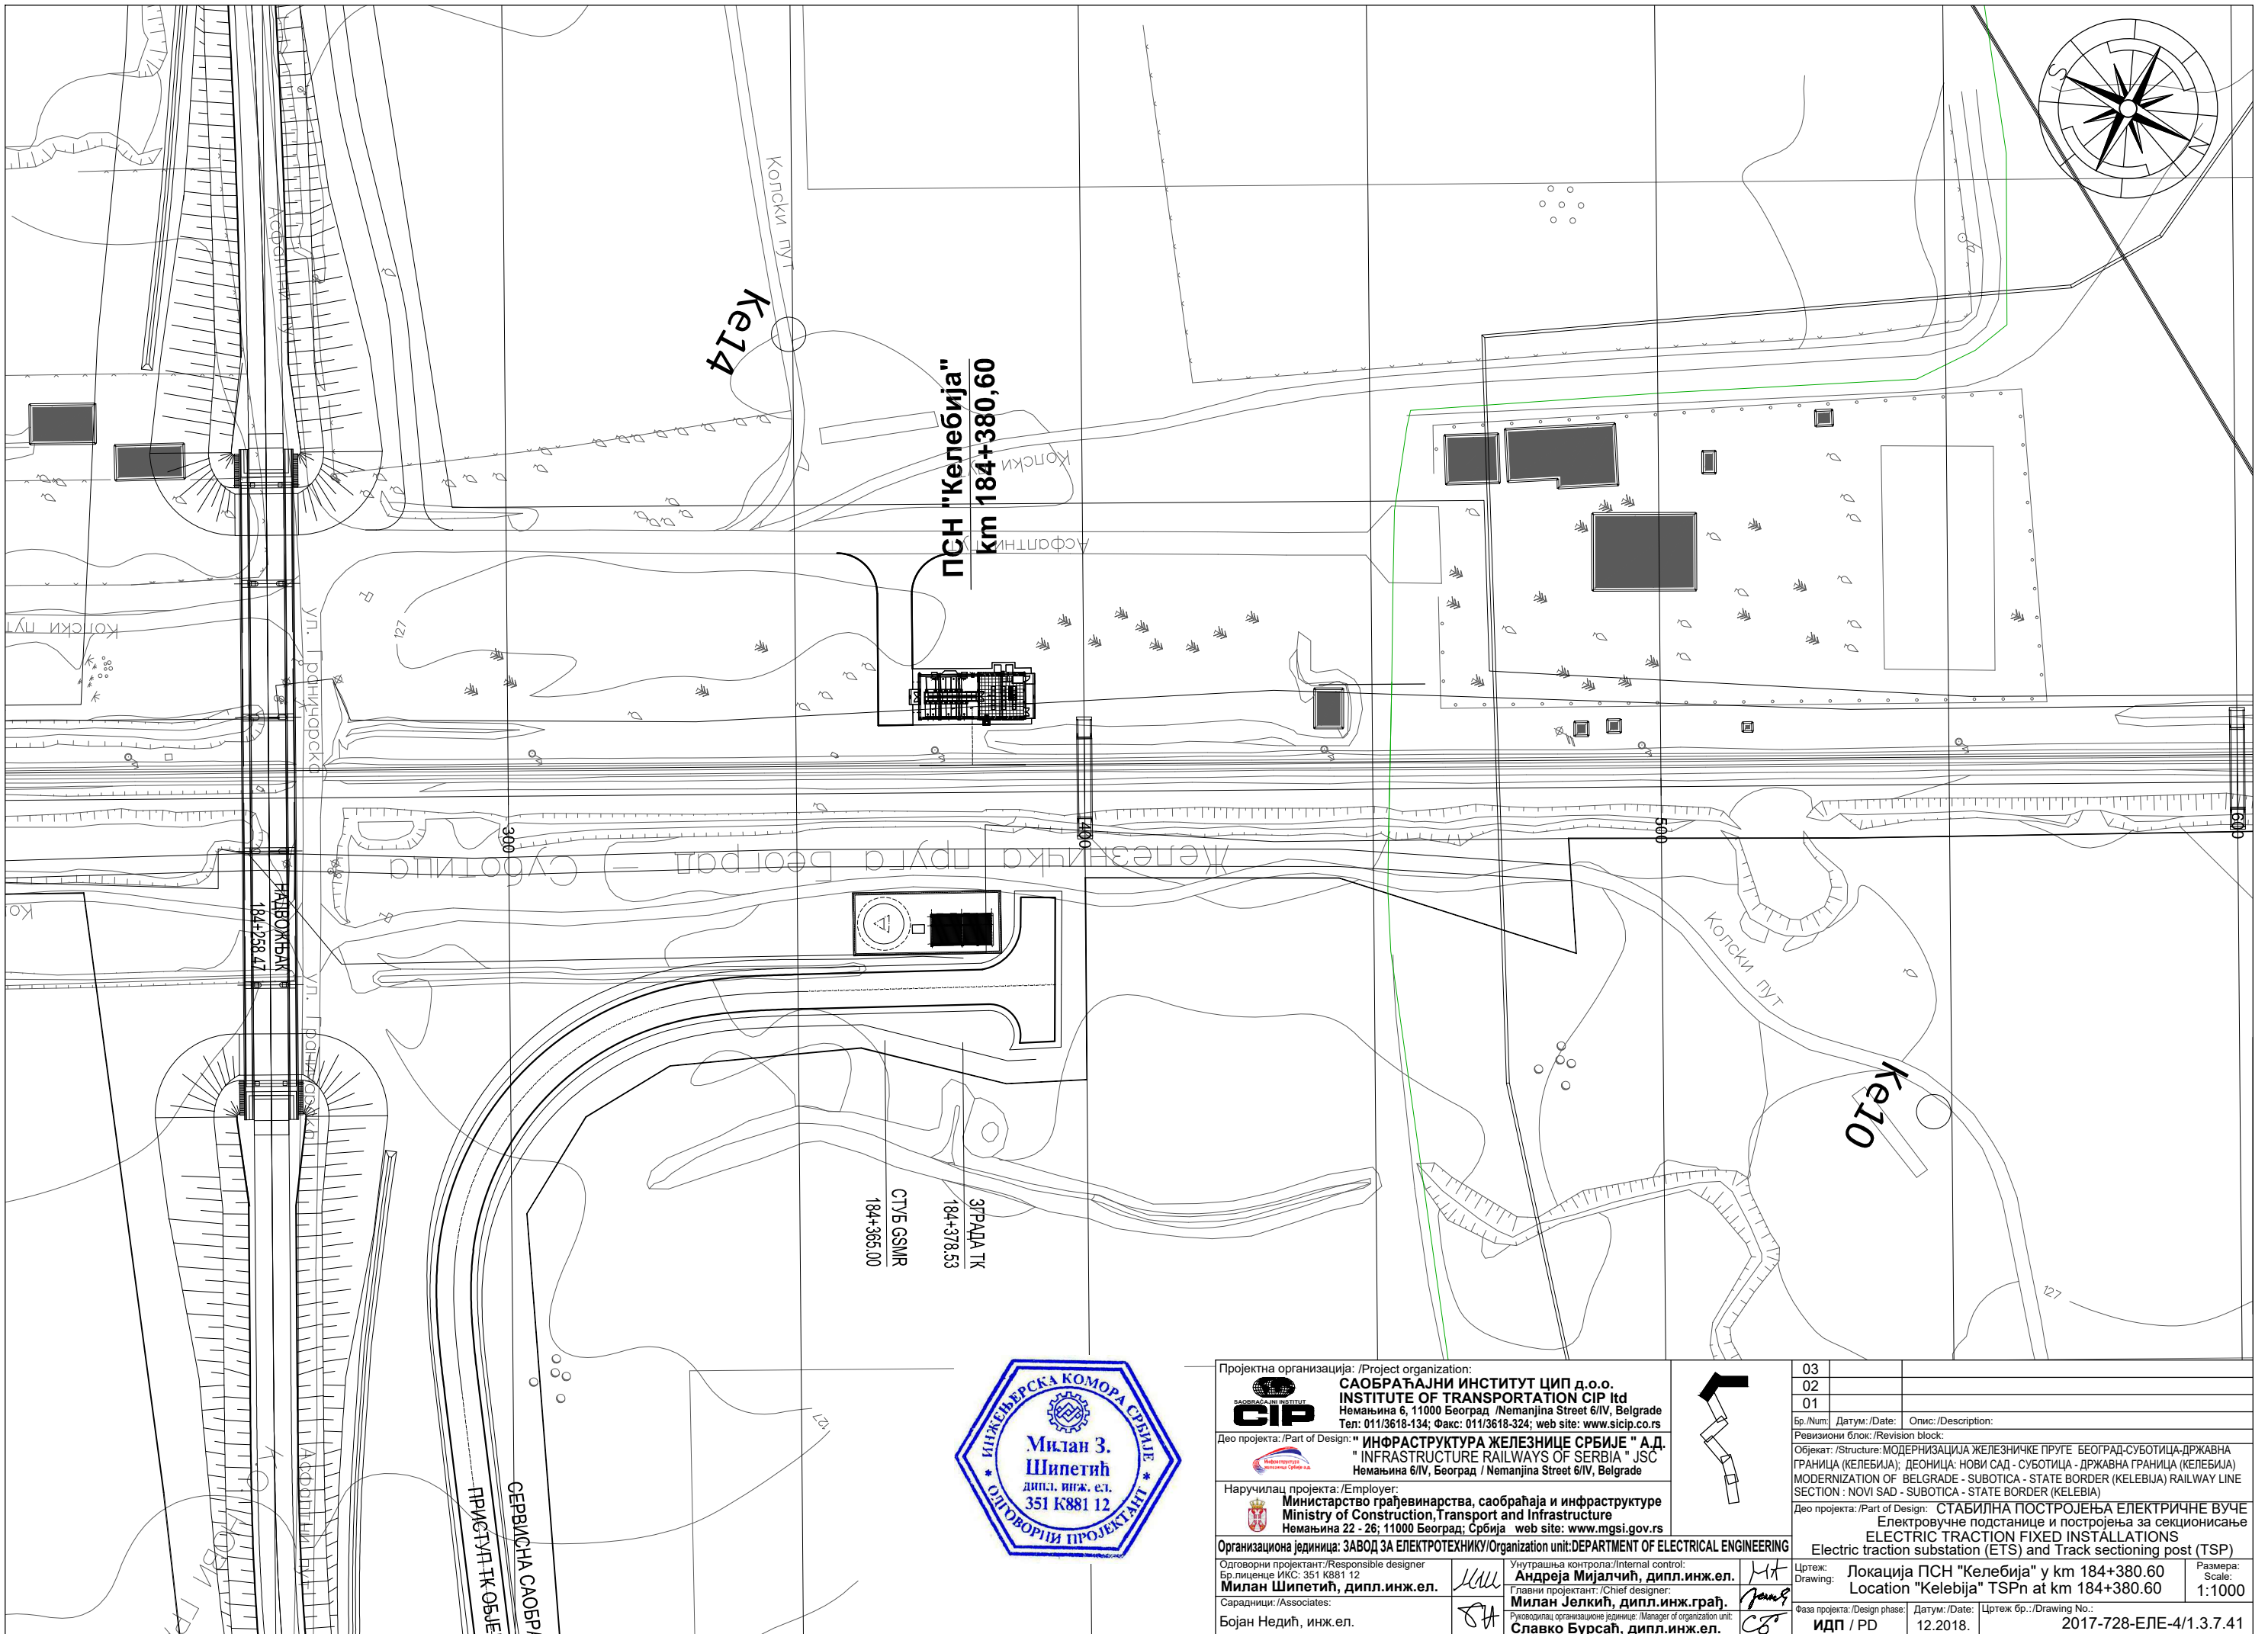 Асфалтни
Колски пут
Ке14
ПСН "Келебија"
km 184+380,60
Колски
Асфалтни пут
Колски пут
Ул. Граничарска
127
300
400
5000
600
Железничка пруга Београд — Суботица
НАДВОЖЊАК
184+258.47
Ул. Граничарска
Колски пут
Ке10
СТУБ GSMR
184+365.00
ЗГРАДА ТК
184+378.53
127
127
СЕРВИСНА САОБРА
ПРИСТУП ТК ОБЈЕ
Асфалтни пут
S
N
ИНЖЕЊЕРСКА КОМОРА СРБИЈЕ
Милан З.
Шипетић
дипл. инж. ел.
351 К881 12
ОДГОВОРНИ ПРОЈЕКТАНТ
Пројектна организација: /Project organization:
SAOBRAĆAJNI INSTITUT
CIP
САОБРАЋАЈНИ ИНСТИТУТ ЦИП д.о.о.
INSTITUTE OF TRANSPORTATION CIP ltd
Немањина 6, 11000 Београд /Nemanjina Street 6/IV, Belgrade
Тел: 011/3618-134; Факс: 011/3618-324; web site: www.sicip.co.rs
Део пројекта: /Part of Design: " ИНФРАСТРУКТУРА ЖЕЛЕЗНИЦЕ СРБИЈЕ " А.Д.
" INFRASTRUCTURE RAILWAYS OF SERBIA " JSC
Немањина 6/IV, Београд / Nemanjina Street 6/IV, Belgrade
Наручилац пројекта: /Employer:
Министарство грађевинарства, саобраћаја и инфраструктуре
Ministry of Construction,Transport and Infrastructure
Немањина 22 - 26; 11000 Београд; Србија web site: www.mgsi.gov.rs
Организациона јединица: ЗАВОД ЗА ЕЛЕКТРОТЕХНИКУ/Organization unit:DEPARTMENT OF ELECTRICAL ENGINEERING
Одговорни пројектант:/Responsible designer
Бр.лиценце ИКС: 351 К881 12
Милан Шипетић, дипл.инж.ел.
Сарадници: /Associates:
Бојан Недић, инж.ел.
Унутрашња контрола:/Internal control:
Андреја Мијалчић, дипл.инж.ел.
Главни пројектант: /Chief designer:
Милан Јелкић, дипл.инж.грађ.
Руководилац организационе јединице: /Manager of organization unit:
Славко Бурсаћ, дипл.инж.ел.
03
02
01
Бр./Num: Датум: /Date: Опис: /Description:
Ревизиони блок: /Revision block:
Објекат: /Structure: МОДЕРНИЗАЦИЈА ЖЕЛЕЗНИЧКЕ ПРУГЕ БЕОГРАД-СУБОТИЦА-ДРЖАВНА
ГРАНИЦА (КЕЛЕБИЈА); ДЕОНИЦА: НОВИ САД - СУБОТИЦА - ДРЖАВНА ГРАНИЦА (КЕЛЕБИЈА)
MODERNIZATION OF BELGRADE - SUBOTICA - STATE BORDER (KELEBIJA) RAILWAY LINE
SECTION : NOVI SAD - SUBOTICA - STATE BORDER (KELEBIA)
Део пројекта: /Part of Design: СТАБИЛНА ПОСТРОЈЕЊА ЕЛЕКТРИЧНЕ ВУЧЕ
Електровучне подстанице и постројења за секционисање
ELECTRIC TRACTION FIXED INSTALLATIONS
Electric traction substation (ETS) and Track sectioning post (TSP)
Цртеж:
Drawing:
Локација ПСН "Келебија" у km 184+380.60
Location "Kelebija" TSPn at km 184+380.60
Размера:
Scale:
1:1000
Фаза пројекта: /Design phase:
ИДП / PD
Датум: /Date:
12.2018.
Цртеж бр.: /Drawing No.:
2017-728-ЕЛЕ-4/1.3.7.41